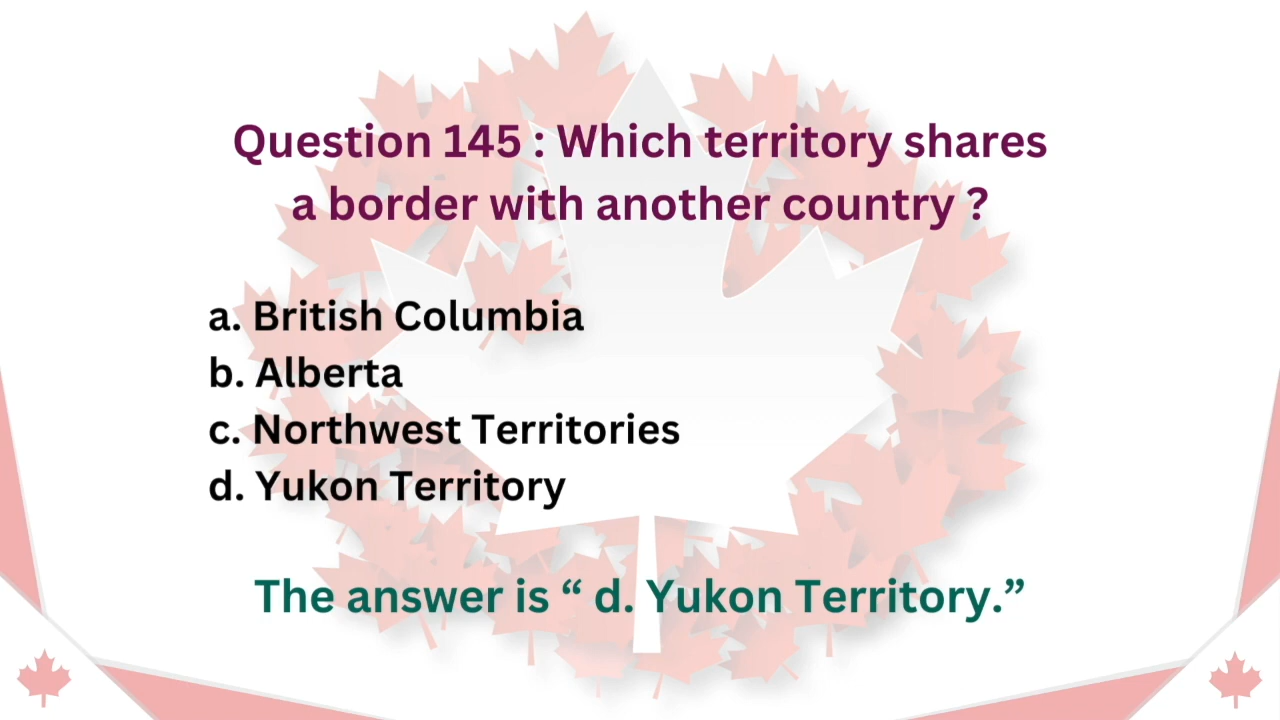 Question 145 : Which territory shares
a border with another country ?
a. British Columbia
b. Alberta
c. Northwest Territories
d. Yukon Territory
The answer is “ d. Yukon Territory.”